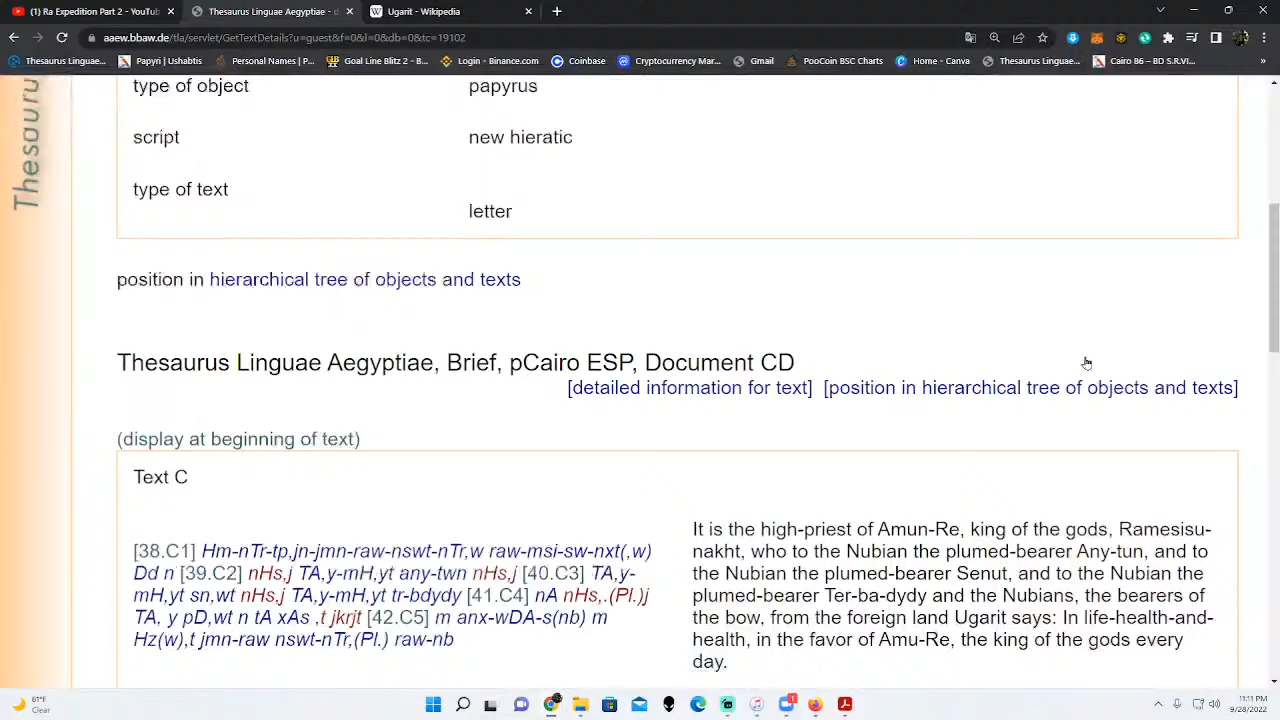 (1) Ra Expedition Part 2 - YouTub
Thesaurus Linguae Aegyptiae - d
Ugarit - Wikipedia
aaew.bbaw.de/tla/servlet/GetTextDetails?u=guest&f=0&l=0&db=0&tc=19102
Thesaurus Lingue...
Papyri | Ushabtis
Personal Names | P...
Goal Line Blitz 2 - B...
Login - Binance.com
Coinbase
Cryptocurrency Mar...
Gmail
PooCoin BSC Charts
Home - Canva
Thesaurus Lingua...
Cairo 86 – BD S.R.VI...
Thesauru
type of object papyrus
script new hieratic
type of text
letter
position in hierarchical tree of objects and texts
Thesaurus Linguae Aegyptiae, Brief, pCairo ESP, Document CD
[detailed information for text] [position in hierarchical tree of objects and texts]
(display at beginning of text)
Text C
[38.C1] Hm-nTr-tp,jn-jmn-raw-nswt-nTr,w raw-msi-sw-nxt(,w)
Dd n [39.C2] nHs,j TA,y-mH,yt any-twn nHs,j [40.C3] TA,y-
mH,yt sn,wt nHs,j TA,y-mH,yt tr-bdydy [41.C4] nA nHs,.(Pl.)j
TA, y pD,wt n tA xAs ,t jkrjt [42.C5] m anx-wDA-s(nb) m
Hz(w),t jmn-raw nswt-nTr,(Pl.) raw-nb
It is the high-priest of Amun-Re, king of the gods, Ramesisu-
nakht, who to the Nubian the plumed-bearer Any-tun, and to
the Nubian the plumed-bearer Senut, and to the Nubian the
plumed-bearer Ter-ba-dydy and the Nubians, the bearers of
the bow, from the foreign land Ugarit says: In life-health-and-
health, in the favor of Amu-Re, the king of the gods every
day.
61°F
Clear
1
11:11 PM
9/28/2022